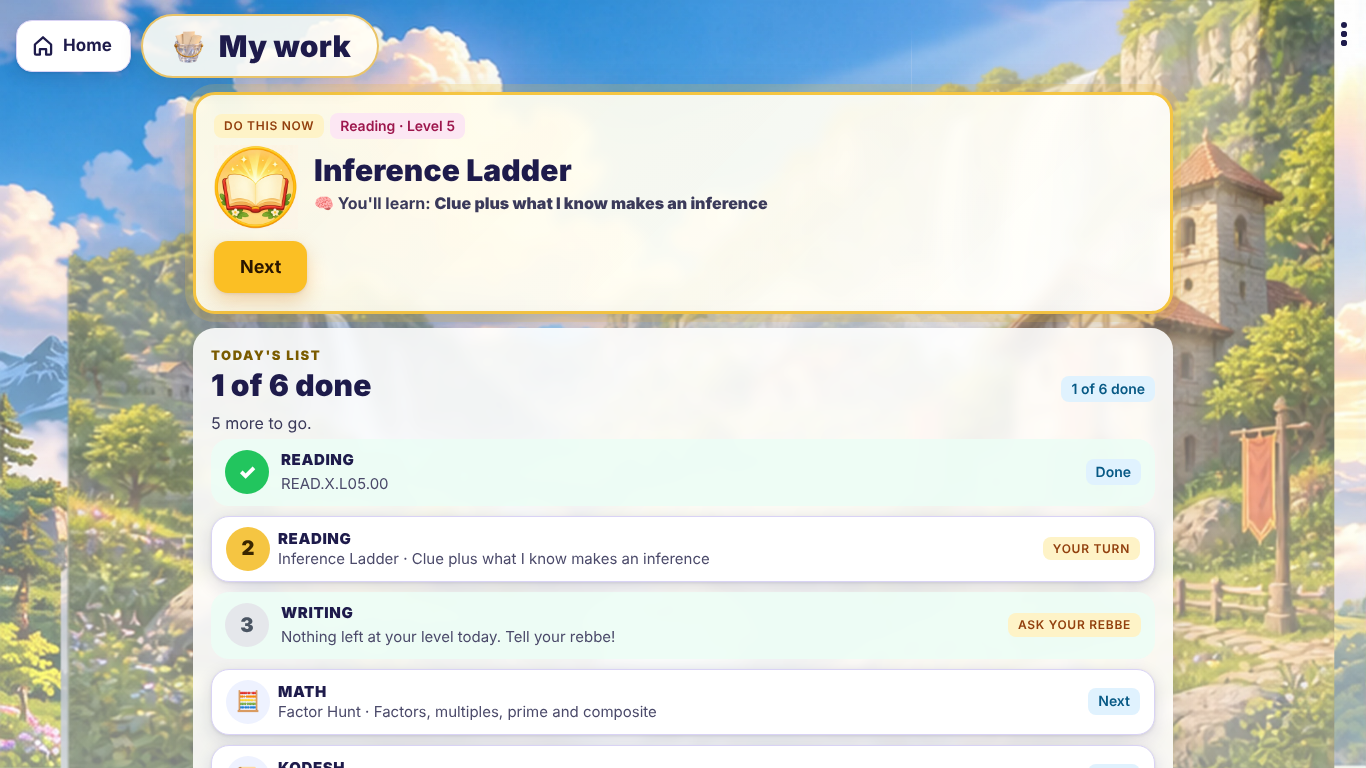 Home
My work
DO THIS NOW
Reading · Level 5
Inference Ladder
You'll learn: Clue plus what I know makes an inference
Next
TODAY'S LIST
1 of 6 done
1 of 6 done
5 more to go.
READING
READ.X.L05.00
Done
2
READING
Inference Ladder · Clue plus what I know makes an inference
YOUR TURN
3
WRITING
Nothing left at your level today. Tell your rebbe!
ASK YOUR REBBE
MATH
Factor Hunt · Factors, multiples, prime and composite
Next
KODESH